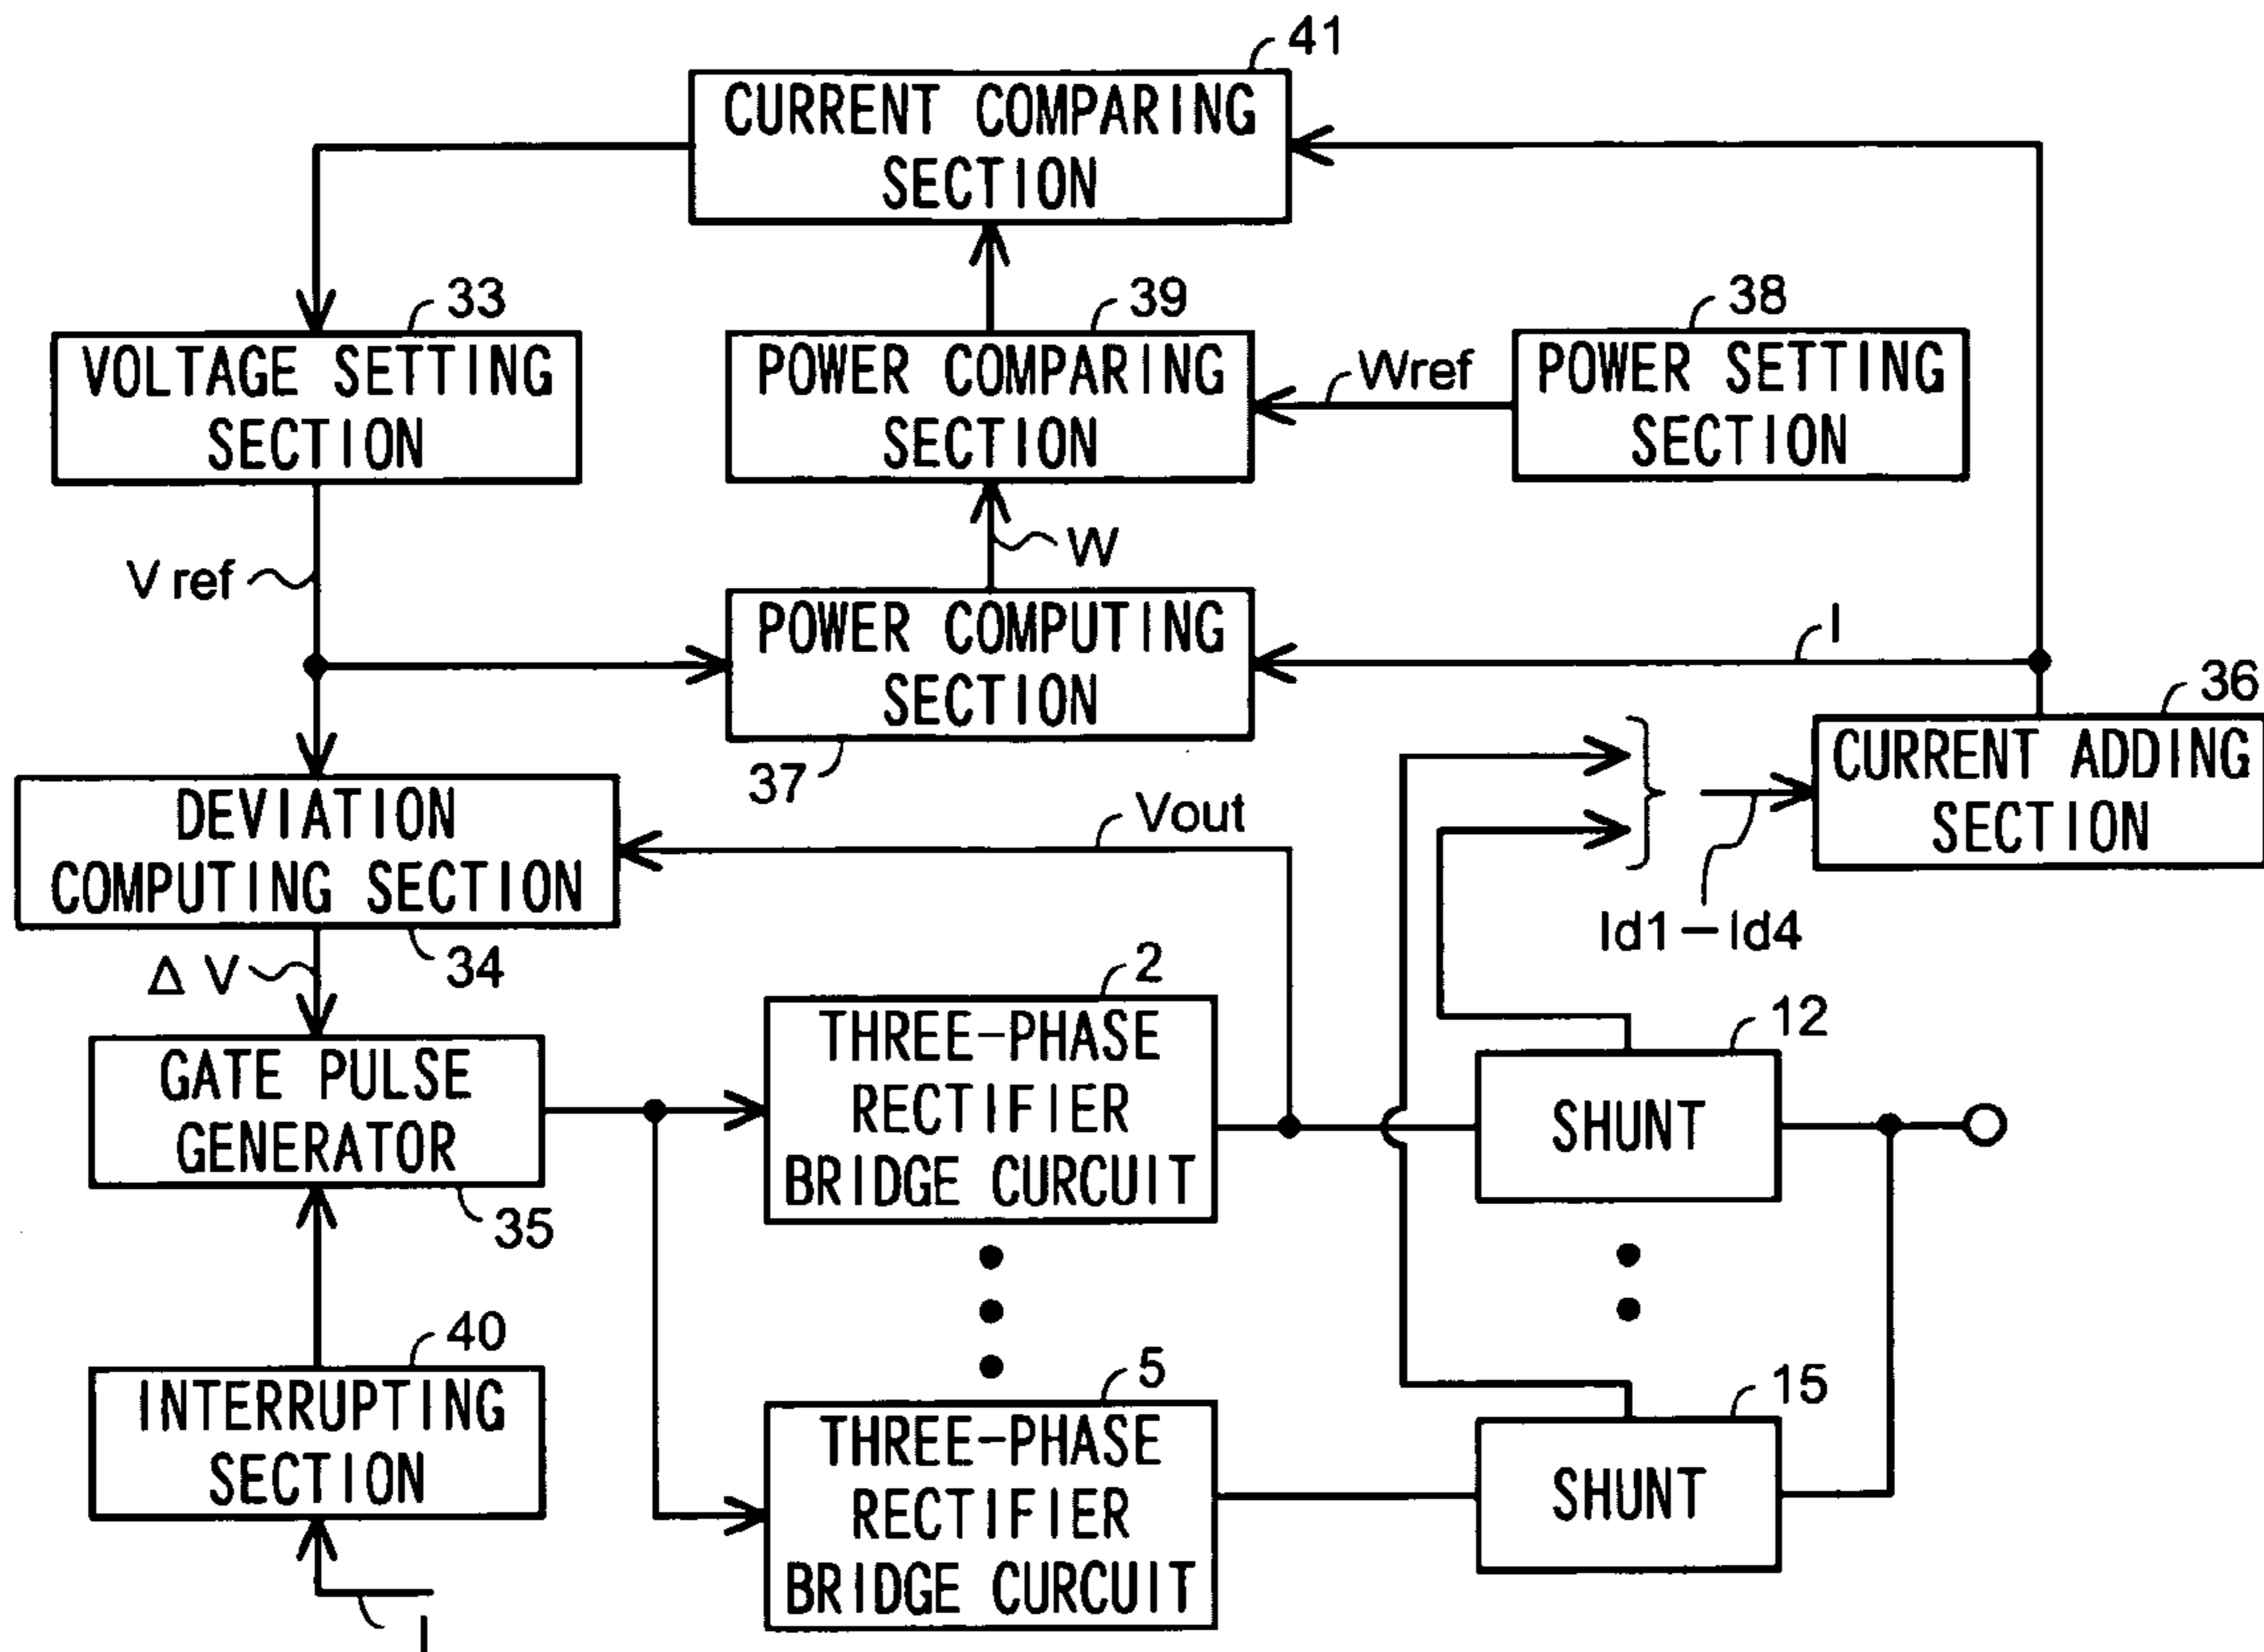 41
CURRENT COMPARING
SECTION
33
VOLTAGE SETTING
SECTION
39
POWER COMPARING
SECTION
Wref
38
POWER SETTING
SECTION
W
Vref
POWER COMPUTING
SECTION
37
I
36
CURRENT ADDING
SECTION
DEVIATION
COMPUTING SECTION
34
Vout
Id1-Id4
ΔV
GATE PULSE
GENERATOR
35
2
THREE-PHASE
RECTIFIER
BRIDGE CURCUIT
12
SHUNT
40
INTERRUPTING
SECTION
I
5
THREE-PHASE
RECTIFIER
BRIDGE CURCUIT
15
SHUNT